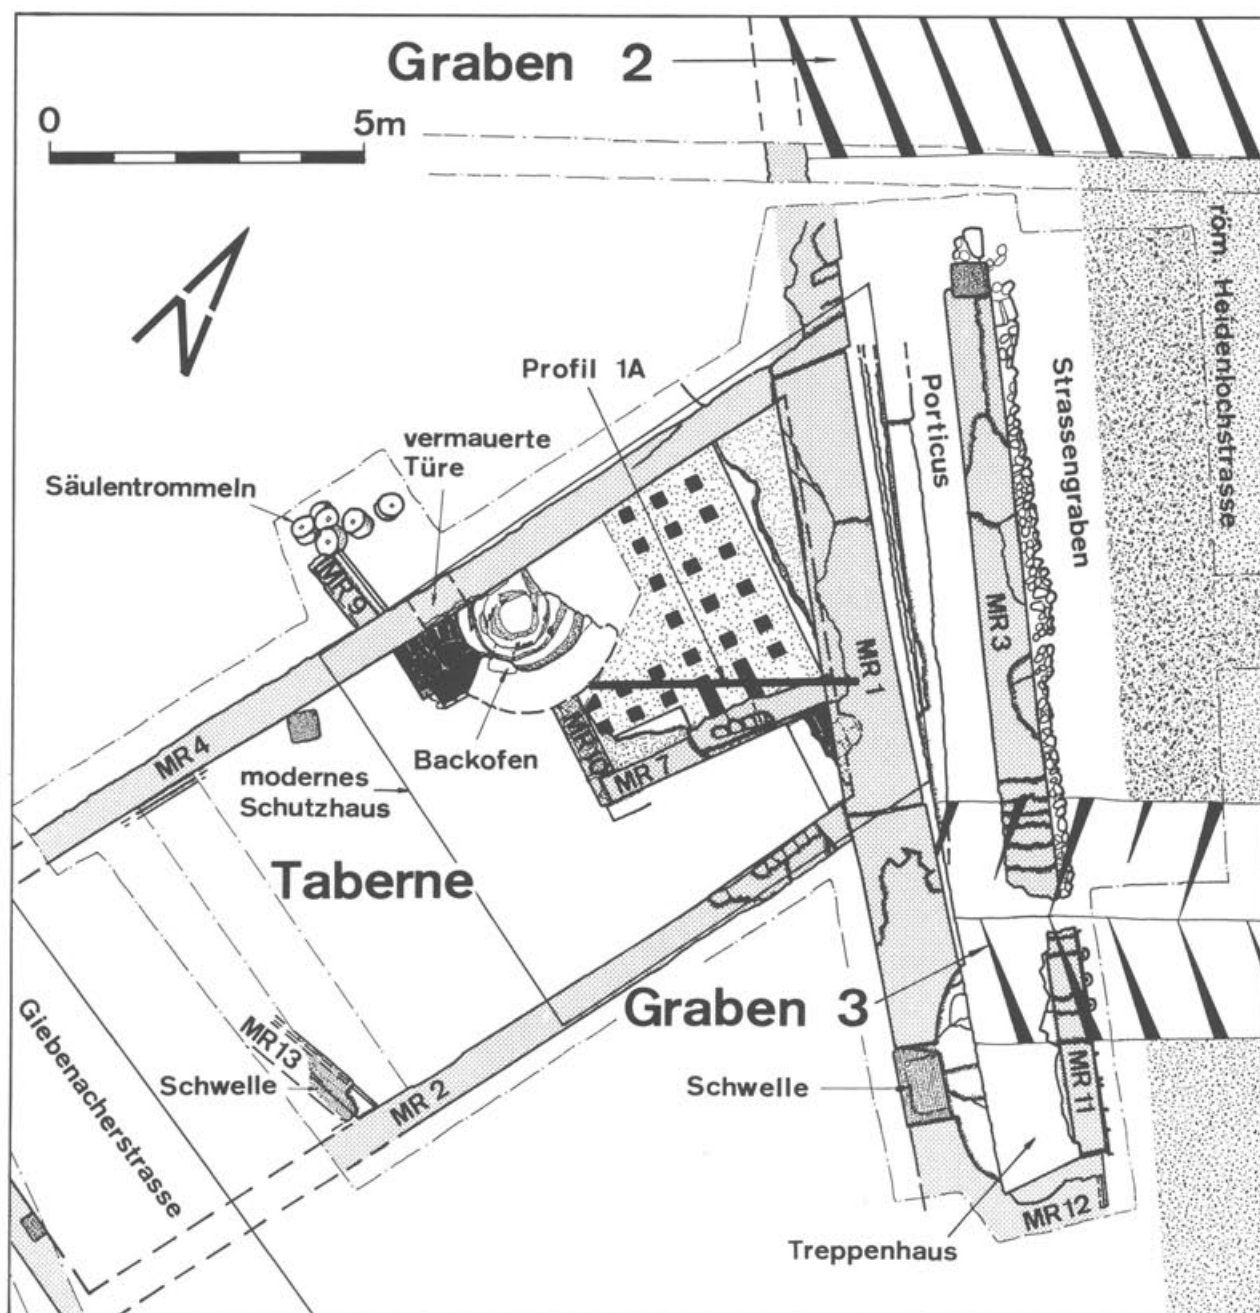 Graben 2
0 5m
röm. Heidenlochstrasse
Profil 1A
Porticus
Strassengraben
vermauerte
Türe
Säulentrommeln
MR 9
MR 3
MR 1
MR 4
Backofen
MR 10
MR 7
modernes
Schutzhaus
Taberne
Graben 3
Giebenacherstrasse
MR 13
Schwelle
MR 2
Schwelle
MR 11
MR 12
Treppenhaus